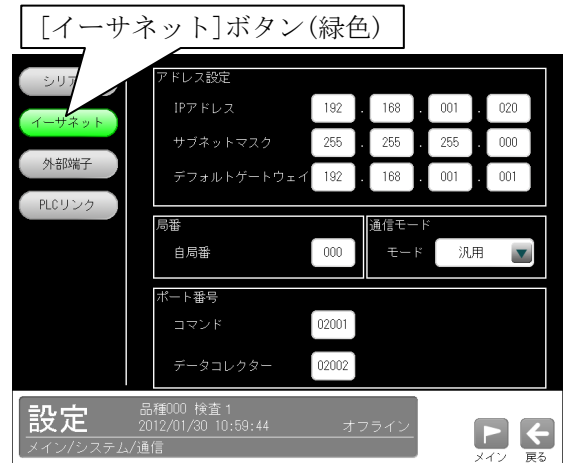 [イーサネット]ボタン(緑色)
アドレス設定
IPアドレス 192 . 168 . 001 . 020
イーサネット
サブネットマスク 255 . 255 . 255 . 000
外部端子
デフォルトゲートウェイ 192 . 168 . 001 . 001
PLCリンク
局番
自局番 000
通信モード
モード 汎用
ポート番号
コマンド 02001
データコレクター 02002
設定
品種000 検査1
2012/01/30 10:59:44 オフライン
メイン/システム/通信
メイン 戻る